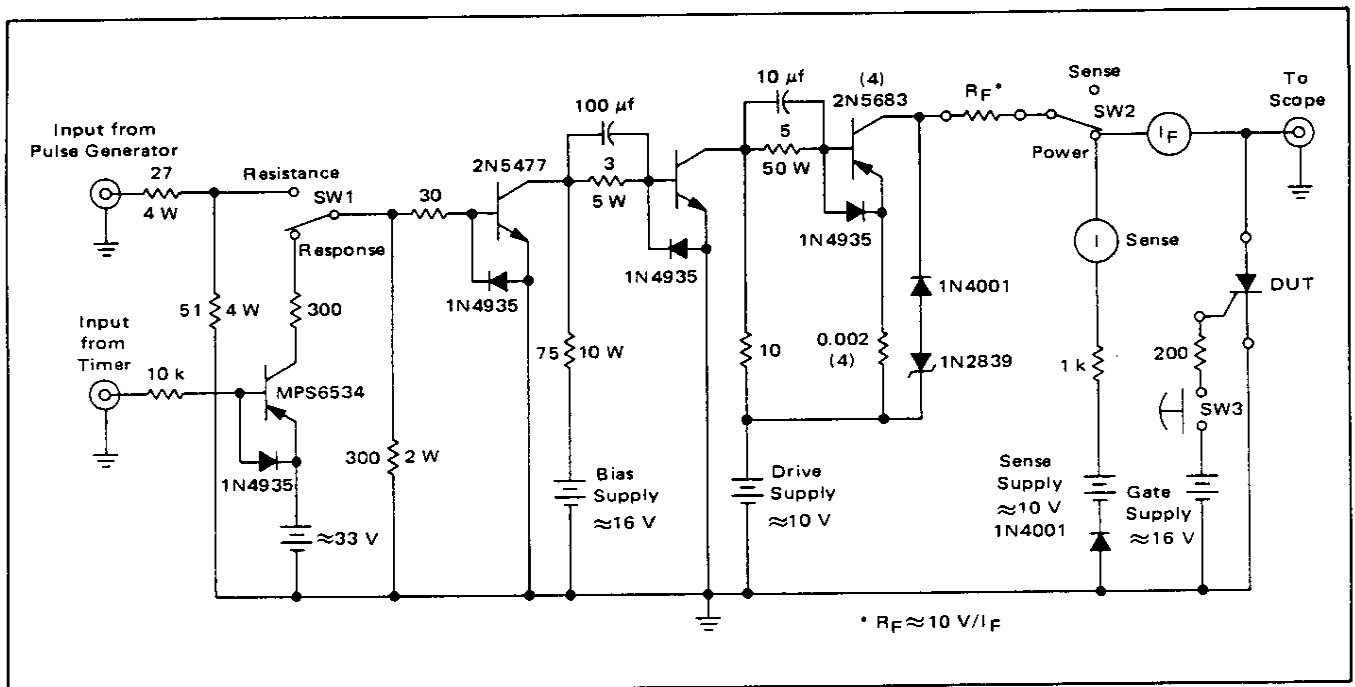 Input from
Pulse Generator
27
4 W
Resistance
SW1
Response
51
4 W
300
Input
from
Timer
10 k
MPS6534
1N4935
≈33 V
300
2 W
30
2N5477
1N4935
100 µf
3
5 W
1N4935
75
10 W
Bias
Supply
≈16 V
10 µf
5
50 W
(4)
2N5683
1N4935
10
0.002
(4)
1N4001
1N2839
Drive
Supply
≈10 V
RF*
Sense
SW2
Power
IF
To
Scope
I
Sense
1 k
Sense
Supply
≈10 V
1N4001
DUT
200
SW3
Gate
Supply
≈16 V
* RF≈10 V/IF